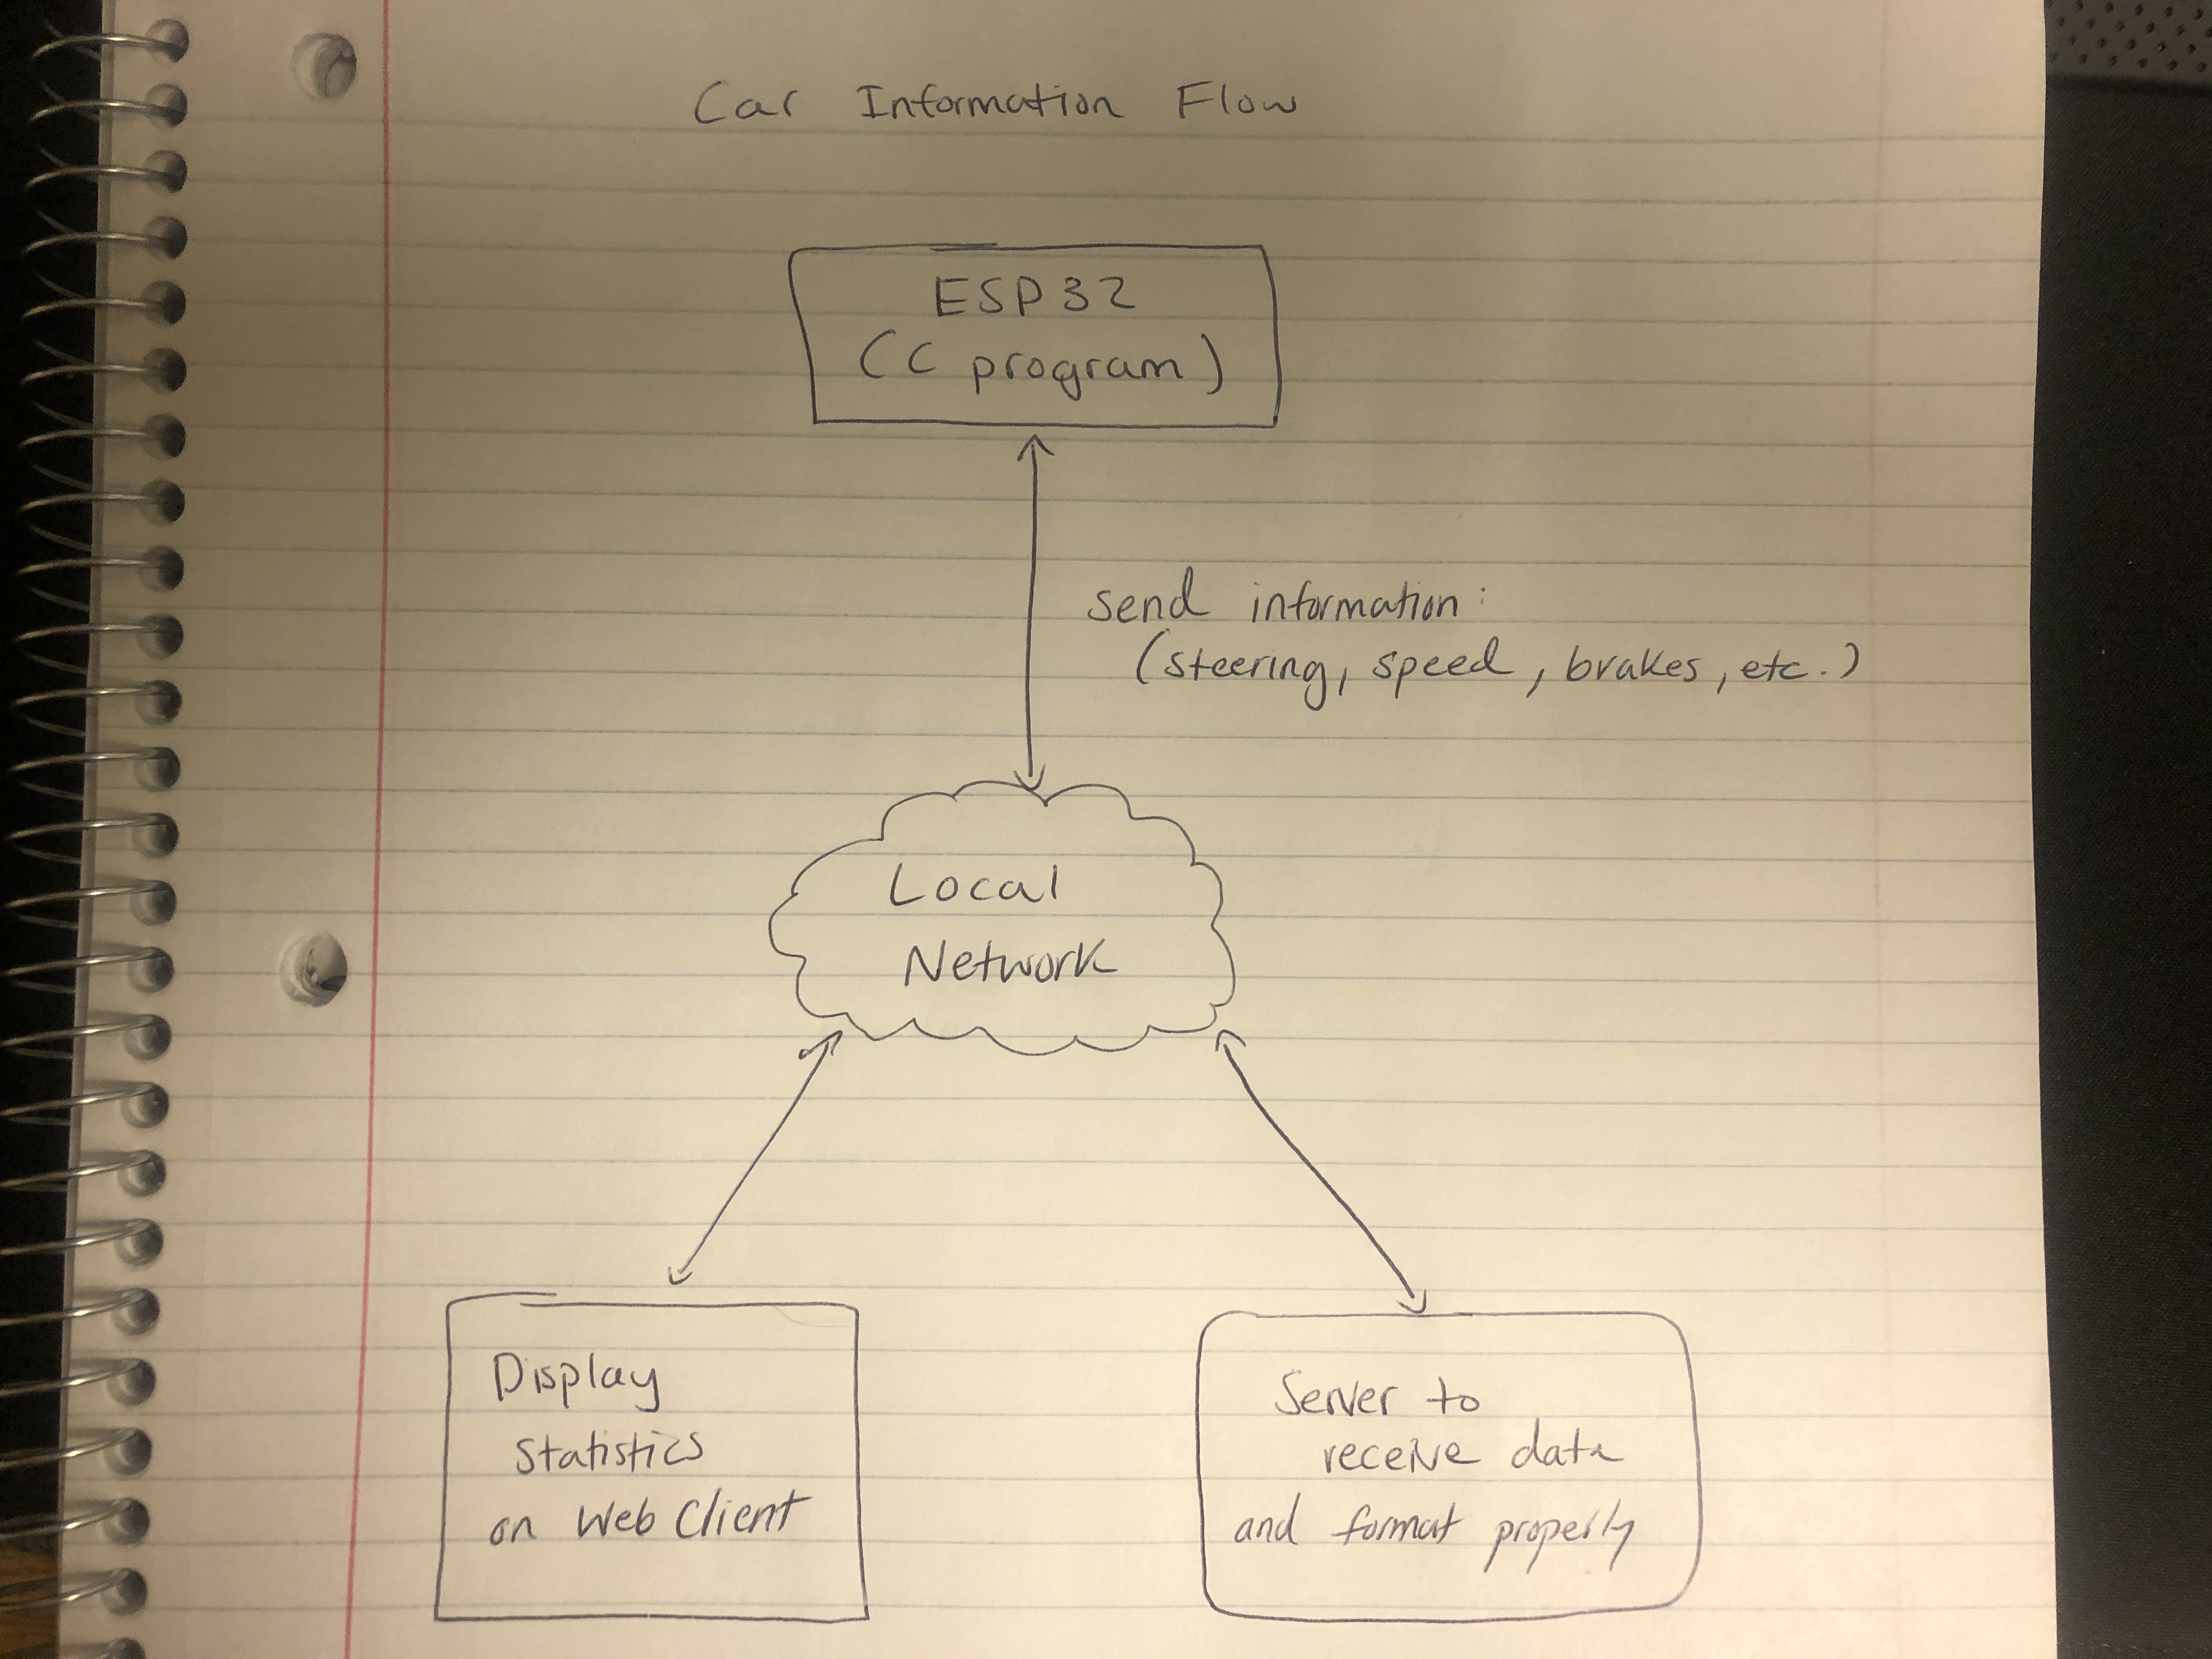 Car Information Flow
ESP32
(C program)
Send information:
(steering, speed, brakes, etc.)
Local
Network
Display
Statistics
on Web Client
Server to
receive data
and format properly